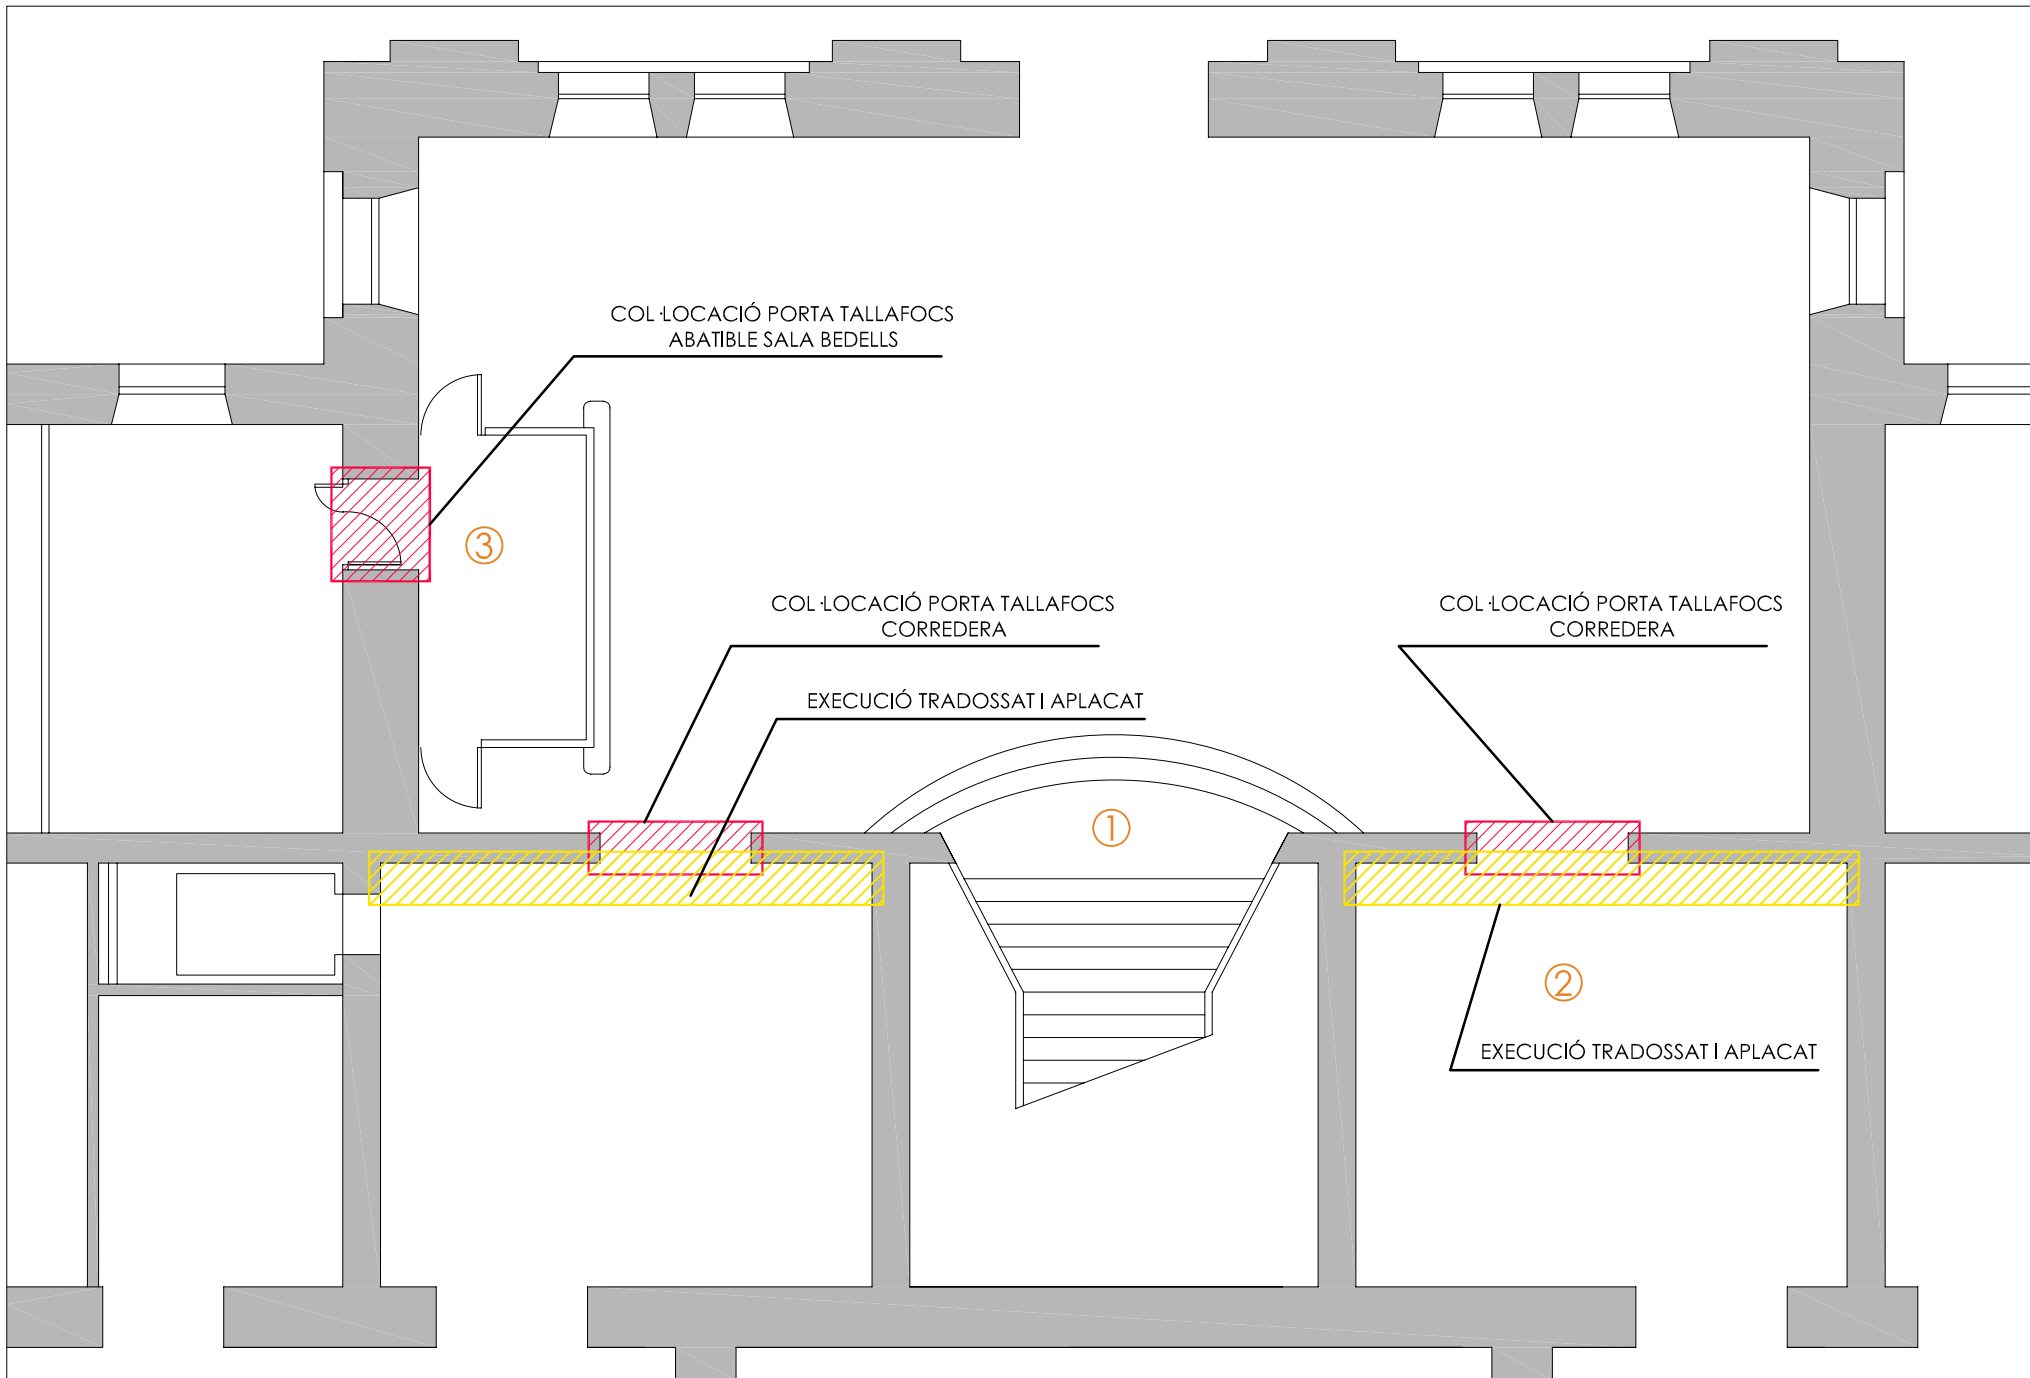 COL·LOCACIÓ PORTA TALLAFOCS
ABATIBLE SALA BEDELLS
3
COL·LOCACIÓ PORTA TALLAFOCS
CORREDERA
COL·LOCACIÓ PORTA TALLAFOCS
CORREDERA
EXECUCIÓ TRADOSSAT I APLACAT
1
2
EXECUCIÓ TRADOSSAT I APLACAT